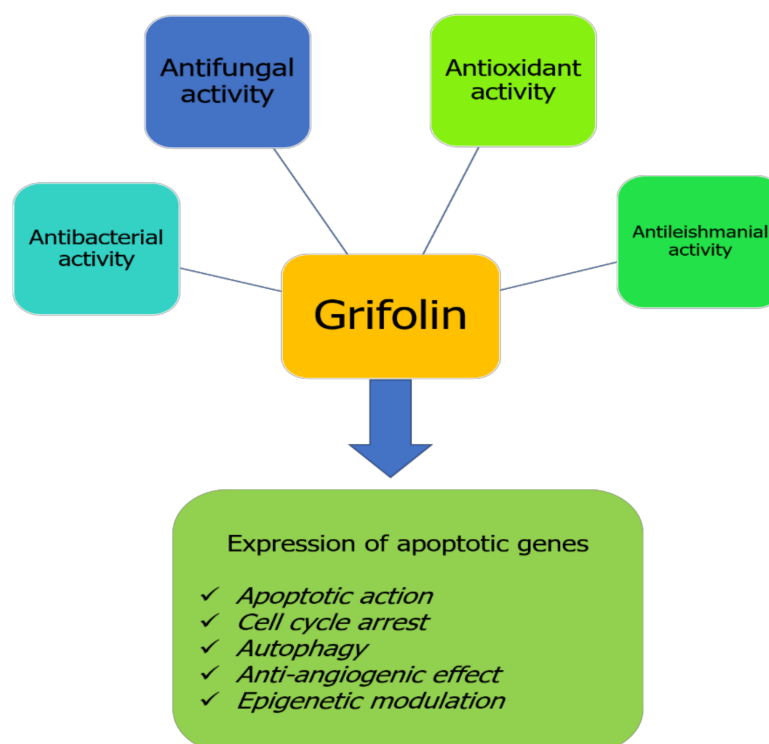 Antifungal
activity
Antioxidant
activity
Antibacterial
activity
Antileishmanial
activity
Grifolin
Expression of apoptotic genes
✓ Apoptotic action
✓ Cell cycle arrest
✓ Autophagy
✓ Anti-angiogenic effect
✓ Epigenetic modulation